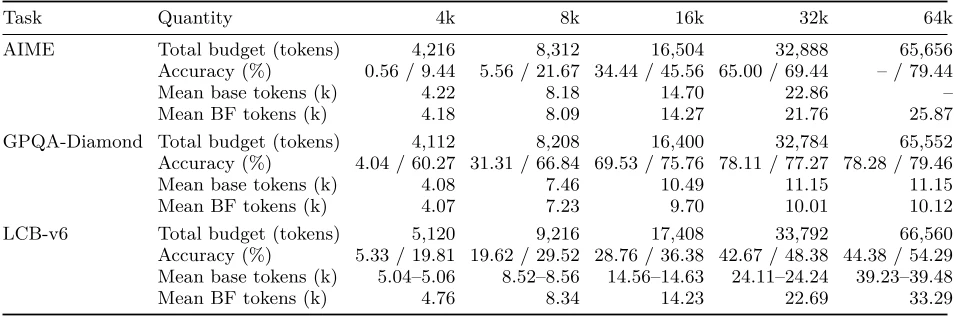 Task Quantity 4k 8k 16k 32k 64k
AIME Total budget (tokens) 4,216 8,312 16,504 32,888 65,656
Accuracy (%) 0.56 / 9.44 5.56 / 21.67 34.44 / 45.56 65.00 / 69.44 – / 79.44
Mean base tokens (k) 4.22 8.18 14.70 22.86 –
Mean BF tokens (k) 4.18 8.09 14.27 21.76 25.87
GPQA-Diamond Total budget (tokens) 4,112 8,208 16,400 32,784 65,552
Accuracy (%) 4.04 / 60.27 31.31 / 66.84 69.53 / 75.76 78.11 / 77.27 78.28 / 79.46
Mean base tokens (k) 4.08 7.46 10.49 11.15 11.15
Mean BF tokens (k) 4.07 7.23 9.70 10.01 10.12
LCB-v6 Total budget (tokens) 5,120 9,216 17,408 33,792 66,560
Accuracy (%) 5.33 / 19.81 19.62 / 29.52 28.76 / 36.38 42.67 / 48.38 44.38 / 54.29
Mean base tokens (k) 5.04–5.06 8.52–8.56 14.56–14.63 24.11–24.24 39.23–39.48
Mean BF tokens (k) 4.76 8.34 14.23 22.69 33.29